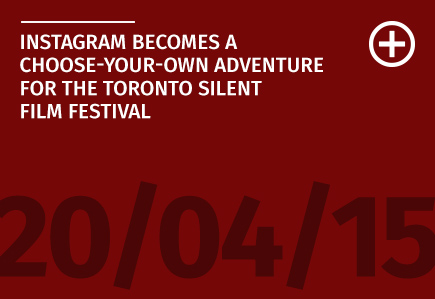 INSTAGRAM BECOMES A
CHOOSE-YOUR-OWN ADVENTURE
FOR THE TORONTO SILENT
FILM FESTIVAL
20/04/15